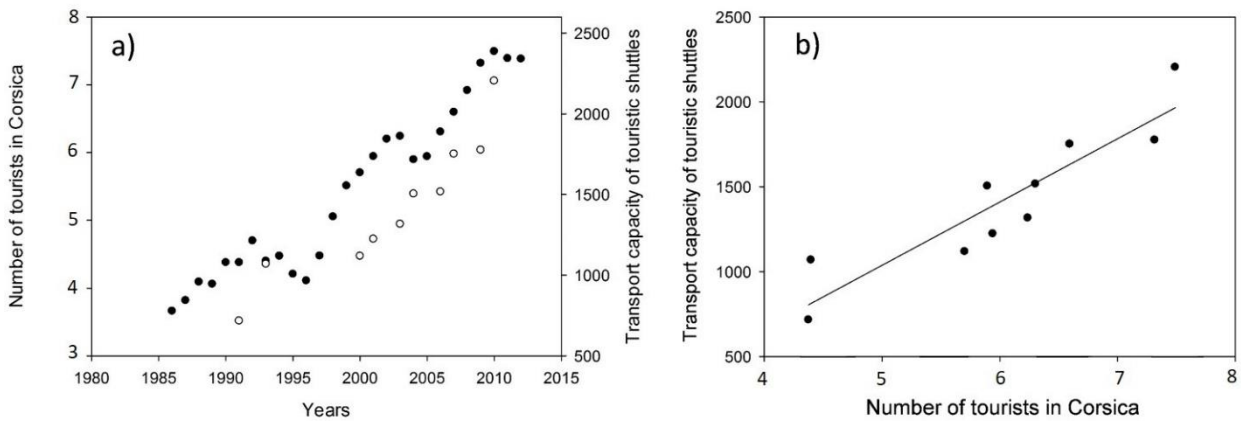 a)
8
7
6
5
4
3
Number of tourists in Corsica
2500
2000
1500
1000
500
Transport capacity of touristic shuttles
1980 1985 1990 1995 2000 2005 2010 2015
Years
b)
2500
2000
1500
1000
500
Transport capacity of touristic shuttles
4 5 6 7 8
Number of tourists in Corsica